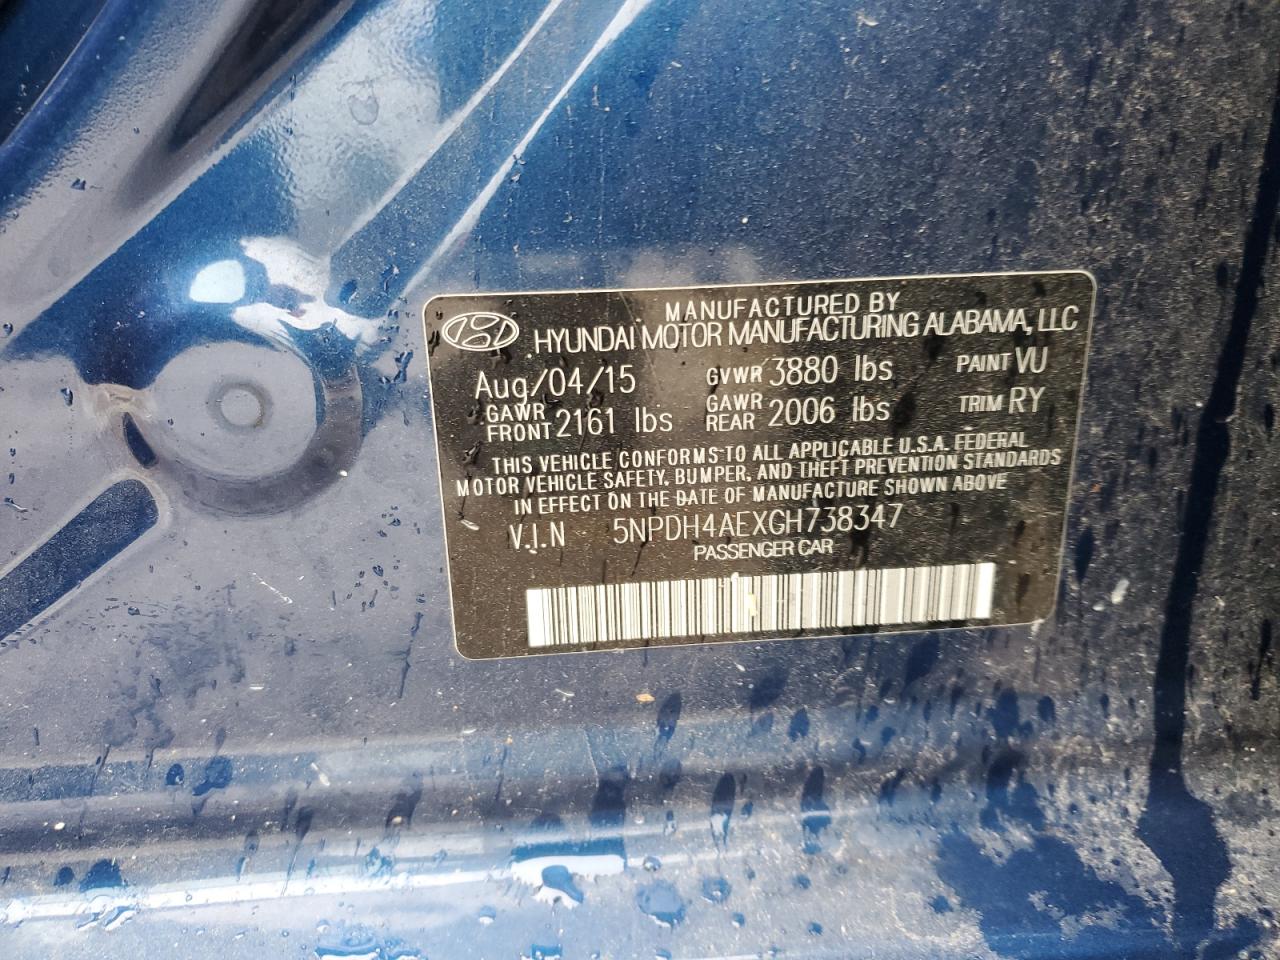 MANUFACTURED BY
HYUNDAI MOTOR MANUFACTURING ALABAMA, LLC
Aug/04/15 GVWR 3880 lbs PAINT VU
GAWR FRONT 2161 lbs GAWR REAR 2006 lbs TRIM RY
THIS VEHICLE CONFORMS TO ALL APPLICABLE U.S.A. FEDERAL
MOTOR VEHICLE SAFETY, BUMPER, AND THEFT PREVENTION STANDARDS
IN EFFECT ON THE DATE OF MANUFACTURE SHOWN ABOVE
V.I.N 5NPDH4AEXGH738347
PASSENGER CAR